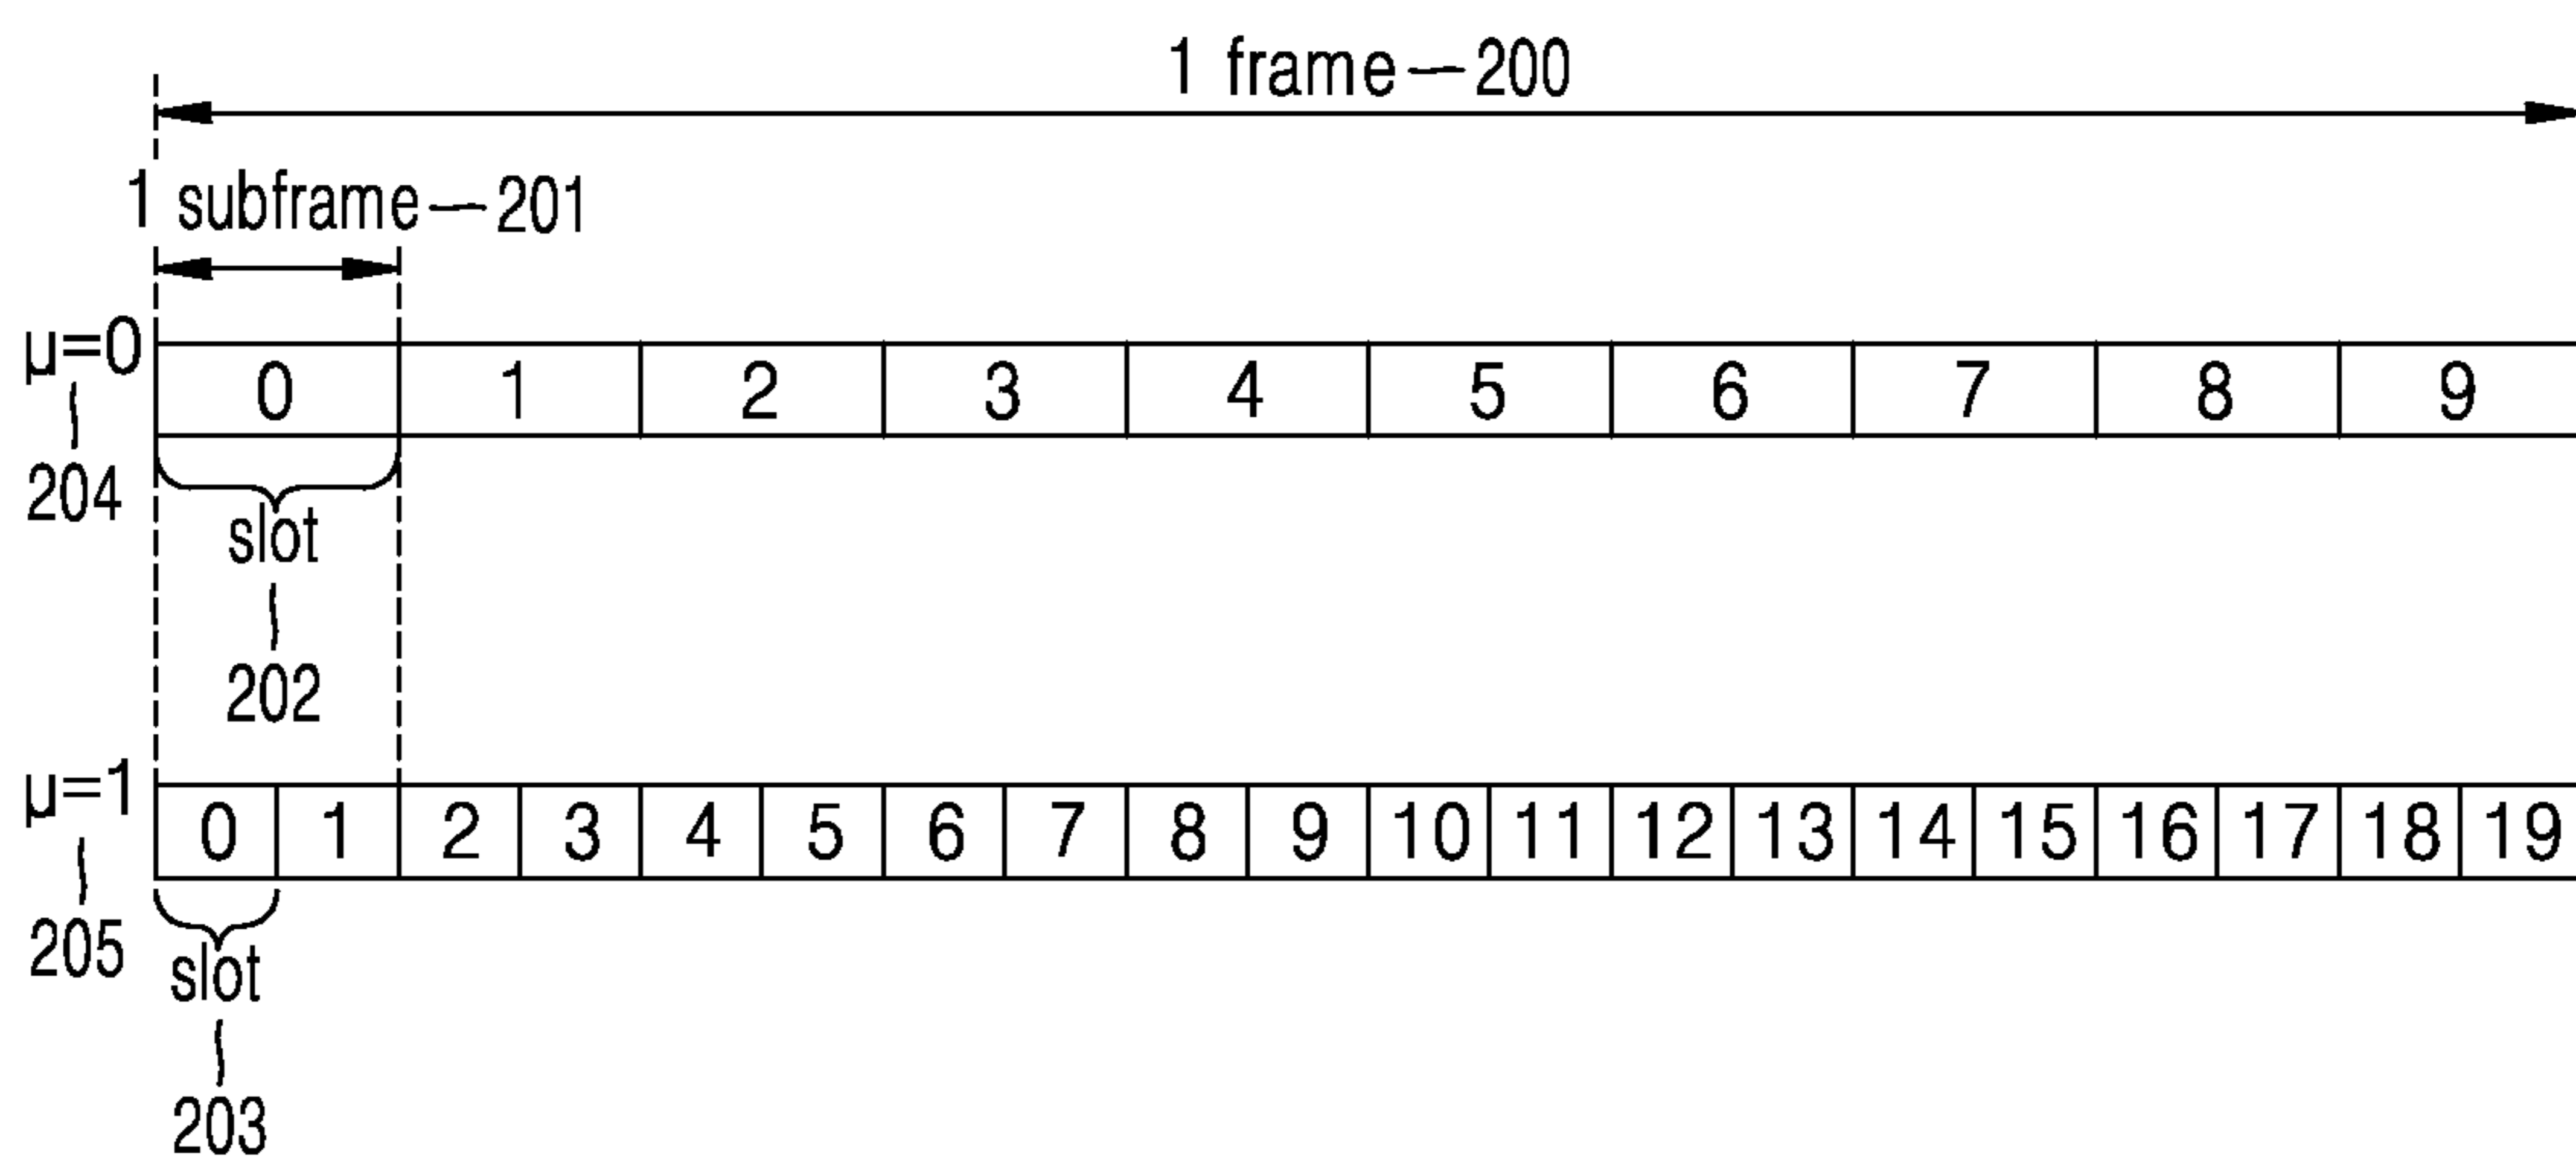 1 frame—200
1 subframe—201
μ=0
0 1 2 3 4 5 6 7 8 9
204
slot
202
μ=1
0 1 2 3 4 5 6 7 8 9 10 11 12 13 14 15 16 17 18 19
205
slot
203